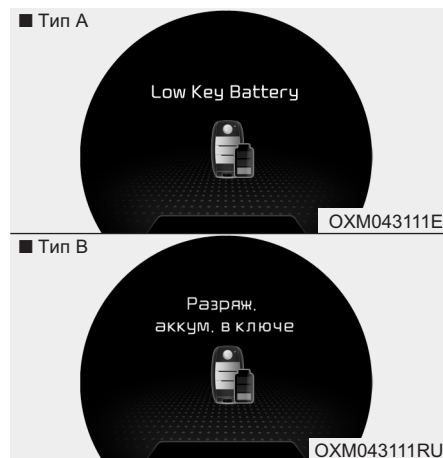 ■ Тип A
Low Key Battery
OXM043111E
■ Тип B
Разряж.
аккум. в ключе
OXM043111RU